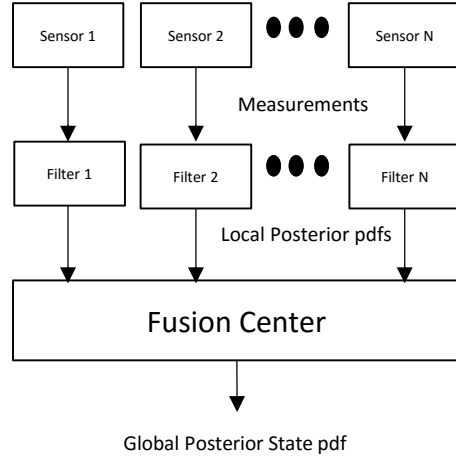 Sensor 1
Sensor 2
Sensor N
Measurements
Filter 1
Filter 2
Filter N
Local Posterior pdfs
Fusion Center
Global Posterior State pdf